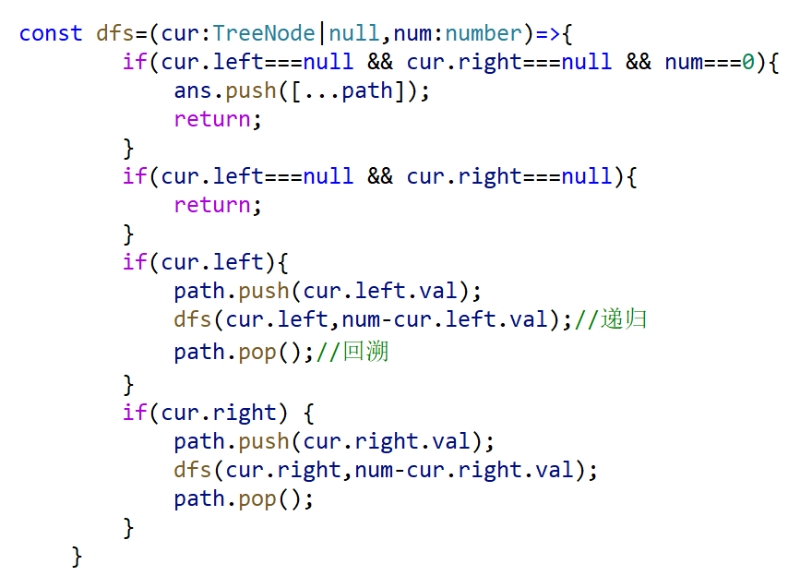 const dfs=(cur:TreeNode|null,num:number)=>{
if(cur.left===null && cur.right===null && num===0){
ans.push([...path]);
return;
}
if(cur.left===null && cur.right===null){
return;
}
if(cur.left){
path.push(cur.left.val);
dfs(cur.left,num-cur.left.val);//递归
path.pop();//回溯
}
if(cur.right) {
path.push(cur.right.val);
dfs(cur.right,num-cur.right.val);
path.pop();
}
}